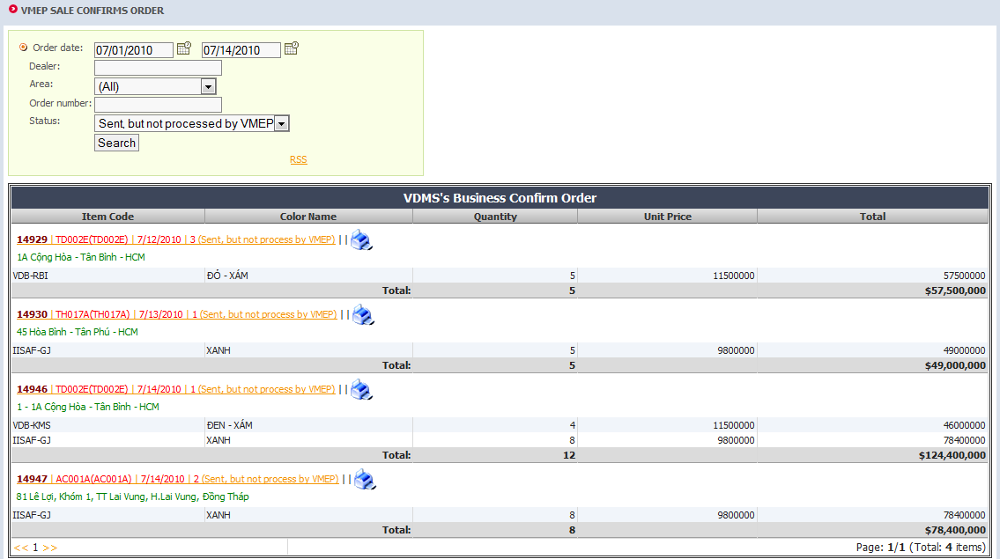 VMEP SALE CONFIRMS ORDER
Order date: 07/01/2010 07/14/2010
Dealer:
Area: (All)
Order number:
Status: Sent, but not processed by VMEP
Search
RSS
VDMS's Business Confirm Order
Item Code Color Name Quantity Unit Price Total
14929 | TD002E(TD002E) | 7/12/2010 | 3 (Sent, but not process by VMEP) | |
1A Cộng Hòa - Tân Bình - HCM
VDB-RBI ĐỎ - XÁM 5 11500000 57500000
Total: 5 $57,500,000
14930 | TH017A(TH017A) | 7/13/2010 | 1 (Sent, but not process by VMEP) | |
45 Hòa Bình - Tân Phú - HCM
IISAF-GJ XANH 5 9800000 49000000
Total: 5 $49,000,000
14946 | TD002E(TD002E) | 7/14/2010 | 1 (Sent, but not process by VMEP) | |
1 - 1A Cộng Hòa - Tân Bình - HCM
VDB-KMS ĐEN - XÁM 4 11500000 46000000
IISAF-GJ XANH 8 9800000 78400000
Total: 12 $124,400,000
14947 | AC001A(AC001A) | 7/14/2010 | 2 (Sent, but not process by VMEP) | |
81 Lê Lợi, Khóm 1, TT Lai Vung, H.Lai Vung, Đồng Tháp
IISAF-GJ XANH 8 9800000 78400000
Total: 8 $78,400,000
<< 1 >> Page: 1/1 (Total: 4 items)